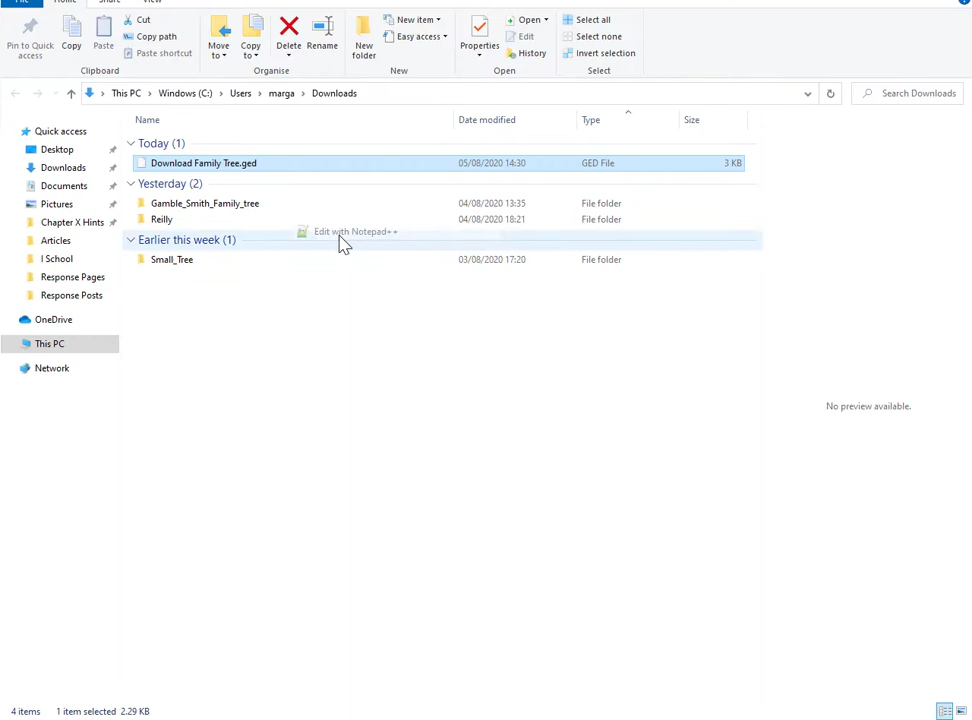 File Home Share View
Cut
Copy path
Paste shortcut
Pin to Quick access
Copy
Paste
Clipboard
Move to
Copy to
Delete
Rename
Organise
New folder
New item
Easy access
New
Properties
Open
Edit
History
Open
Select all
Select none
Invert selection
Select
This PC > Windows (C:) > Users > marga > Downloads
Search Downloads
Name Date modified Type Size
Quick access
Desktop
Downloads
Documents
Pictures
Chapter X Hints
Articles
I School
Response Pages
Response Posts
OneDrive
This PC
Network
Today (1)
Download Family Tree.ged 05/08/2020 14:30 GED File 3 KB
Yesterday (2)
Gamble_Smith_Family_tree 04/08/2020 13:35 File folder
Reilly 04/08/2020 18:21 File folder
Edit with Notepad++
Earlier this week (1)
Small_Tree 03/08/2020 17:20 File folder
No preview available.
4 items 1 item selected 2.29 KB